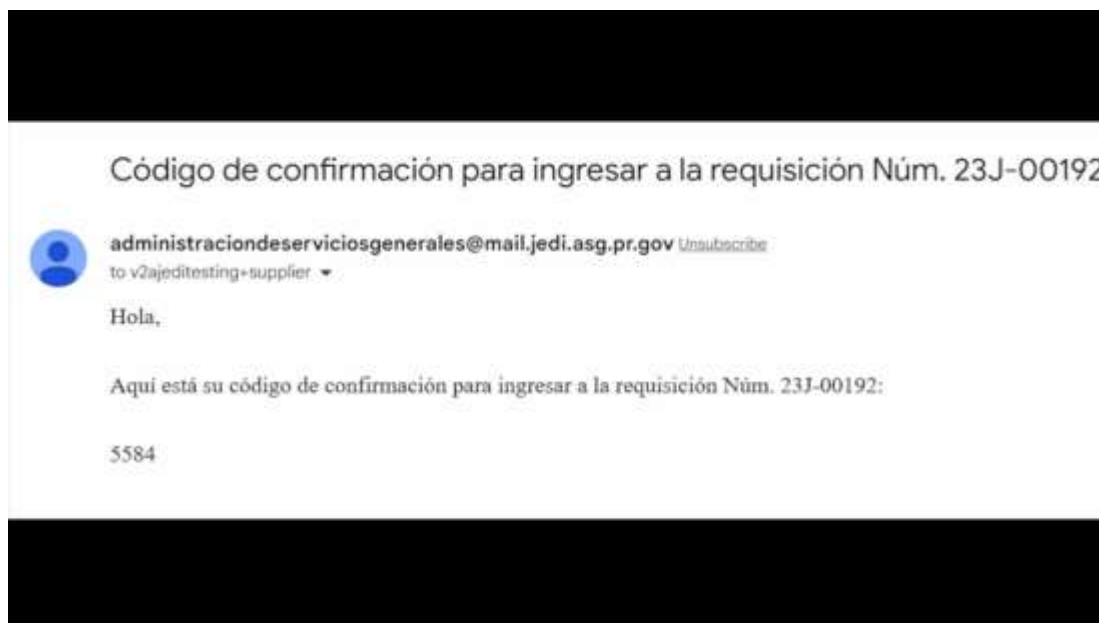 Código de confirmación para ingresar a la requisición Núm. 23J-00192
administraciondeserviciosgenerales@mail.jedi.asg.pr.gov Unsubscribe
to v2ajeditesting+supplier
Hola,
Aquí está su código de confirmación para ingresar a la requisición Núm. 23J-00192:
5584